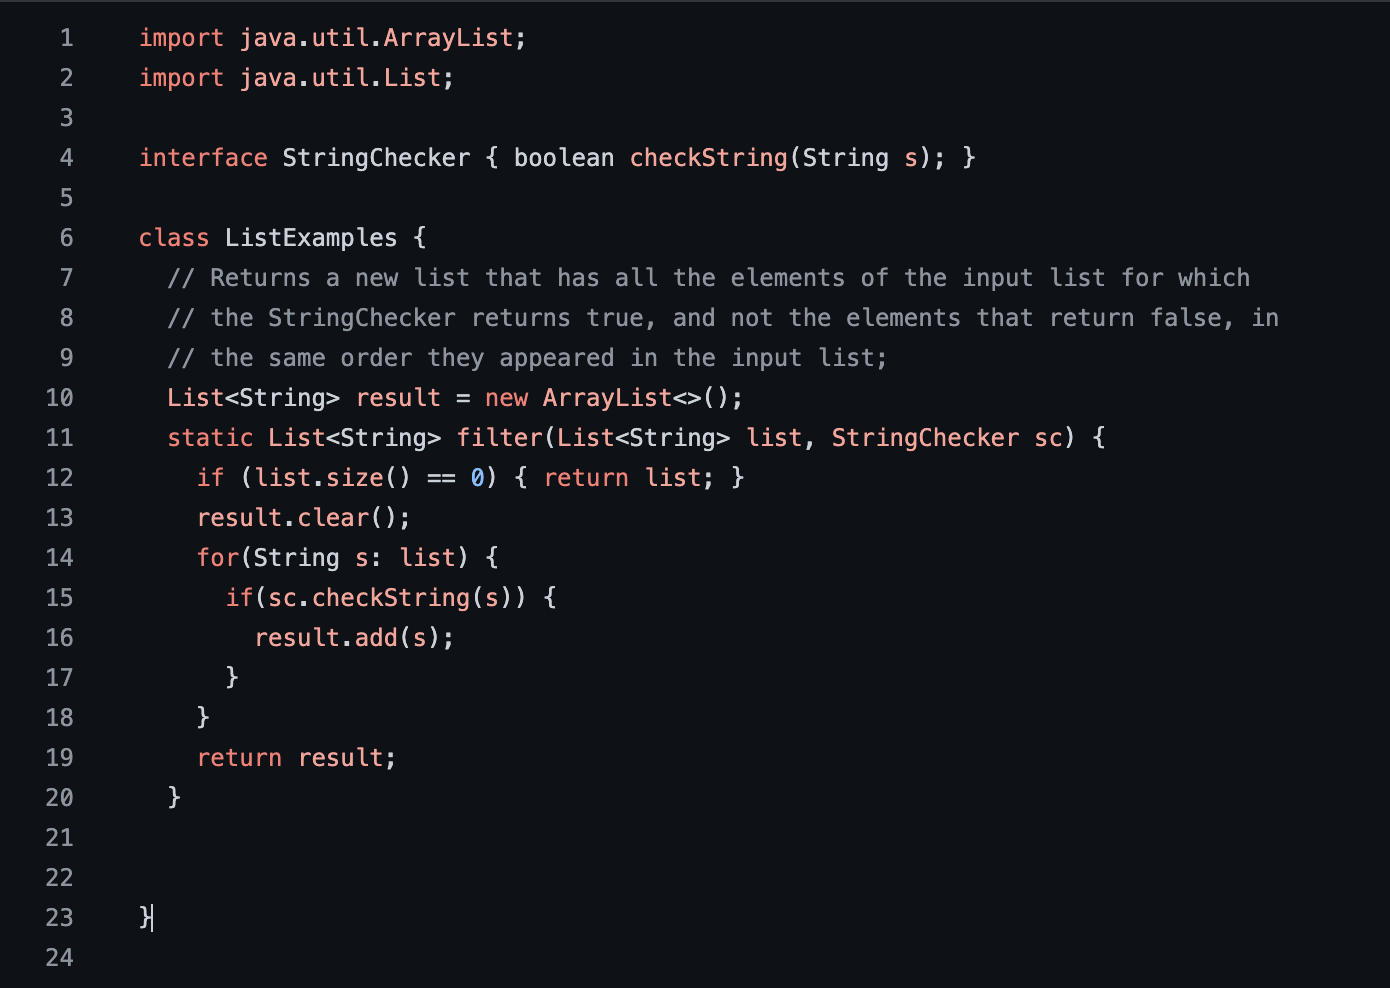 1 import java.util.ArrayList;
2 import java.util.List;
3
4 interface StringChecker { boolean checkString(String s); }
5
6 class ListExamples {
7   // Returns a new list that has all the elements of the input list for which
8   // the StringChecker returns true, and not the elements that return false, in
9   // the same order they appeared in the input list;
10   List<String> result = new ArrayList<>();
11   static List<String> filter(List<String> list, StringChecker sc) {
12     if (list.size() == 0) { return list; }
13     result.clear();
14     for(String s: list) {
15       if(sc.checkString(s)) {
16         result.add(s);
17       }
18     }
19     return result;
20   }
21
22
23 }
24